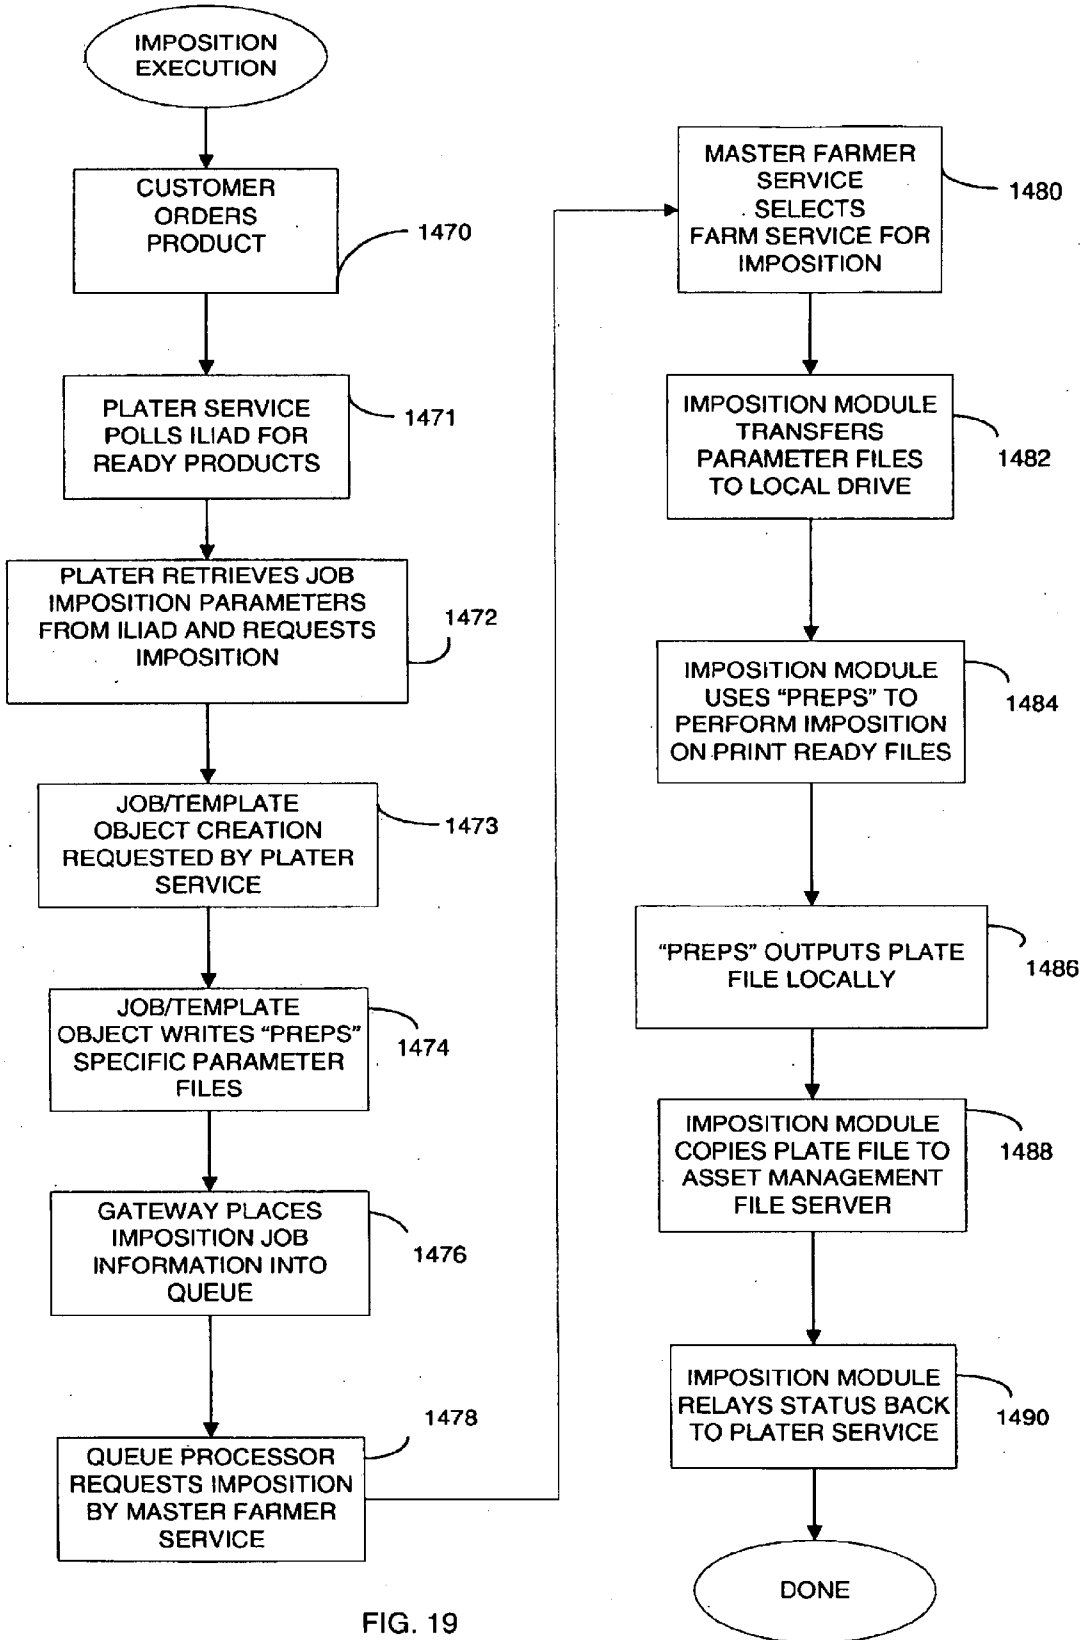 IMPOSITION
EXECUTION
CUSTOMER
ORDERS
PRODUCT
1470
PLATER SERVICE
POLLS ILIAD FOR
READY PRODUCTS
1471
PLATER RETRIEVES JOB
IMPOSITION PARAMETERS
FROM ILIAD AND REQUESTS
IMPOSITION
1472
JOB/TEMPLATE
OBJECT CREATION
REQUESTED BY PLATER
SERVICE
1473
JOB/TEMPLATE
OBJECT WRITES “PREPS”
SPECIFIC PARAMETER
FILES
1474
GATEWAY PLACES
IMPOSITION JOB
INFORMATION INTO
QUEUE
1476
QUEUE PROCESSOR
REQUESTS IMPOSITION
BY MASTER FARMER
SERVICE
1478
MASTER FARMER
SERVICE
SELECTS
FARM SERVICE FOR
IMPOSITION
1480
IMPOSITION MODULE
TRANSFERS
PARAMETER FILES
TO LOCAL DRIVE
1482
IMPOSITION MODULE
USES “PREPS” TO
PERFORM IMPOSITION
ON PRINT READY FILES
1484
“PREPS” OUTPUTS PLATE
FILE LOCALLY
1486
IMPOSITION MODULE
COPIES PLATE FILE TO
ASSET MANAGEMENT
FILE SERVER
1488
IMPOSITION MODULE
RELAYS STATUS BACK
TO PLATER SERVICE
1490
DONE
FIG. 19